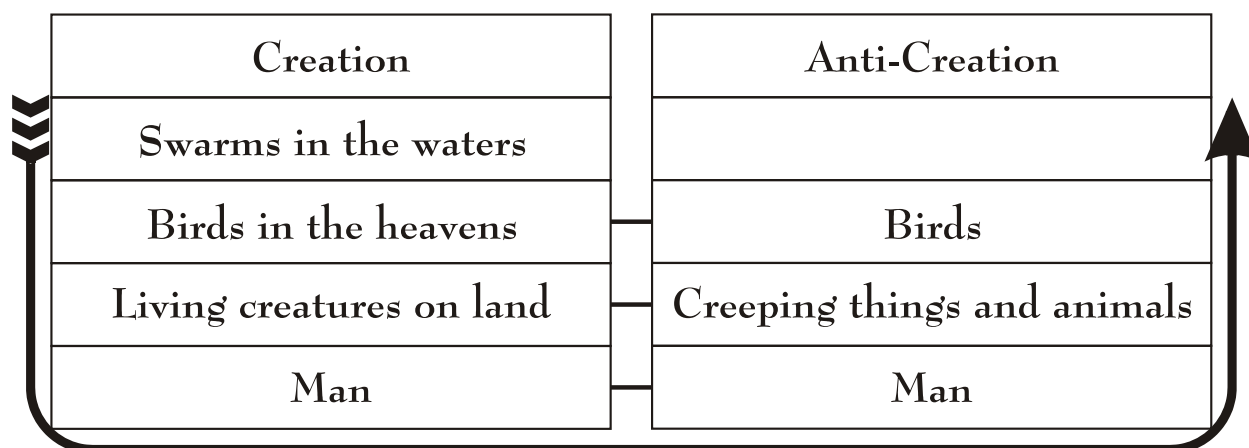 Creation
Anti-Creation
Swarms in the waters
Birds in the heavens
Birds
Living creatures on land
Creeping things and animals
Man
Man